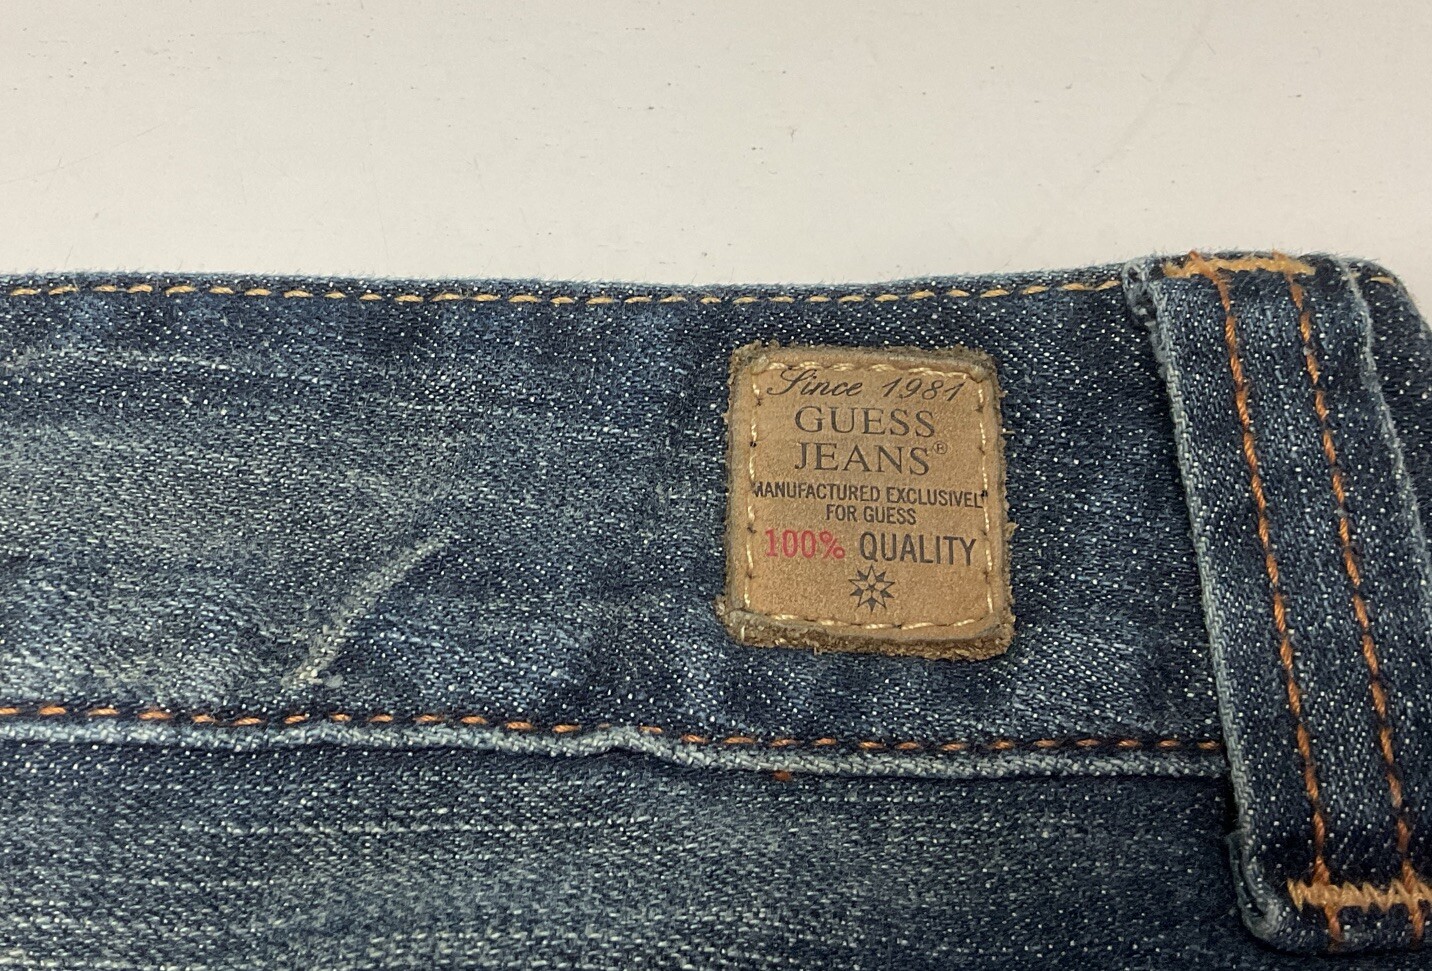 Since 1981
GUESS
JEANS®
MANUFACTURED EXCLUSIVELY
FOR GUESS
100% QUALITY